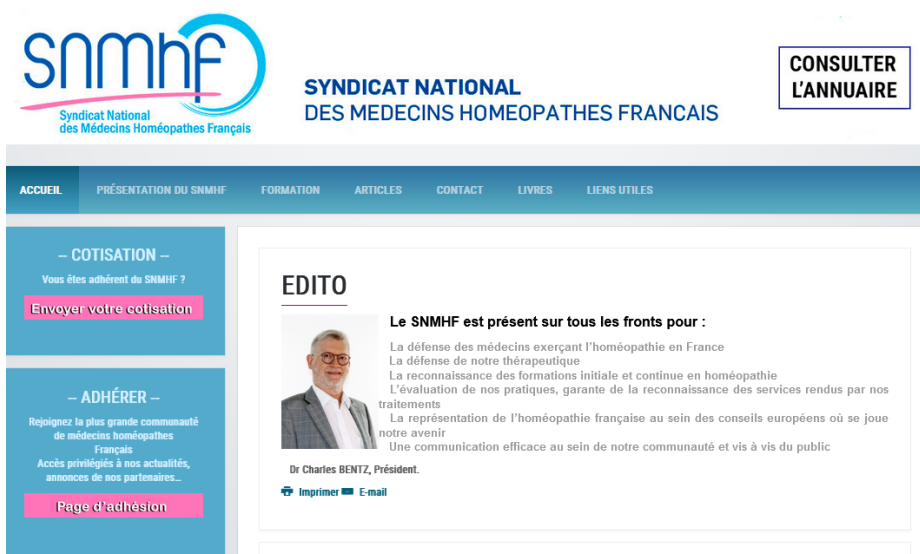 snmhf
Syndicat National
des Médecins Homéopathes Français
SYNDICAT NATIONAL
DES MEDECINS HOMEOPATHES FRANCAIS
CONSULTER
L'ANNUAIRE
ACCUEIL PRÉSENTATION DU SNMHF FORMATION ARTICLES CONTACT LIVRES LIENS UTILES
-- COTISATION --
Vous êtes adhérent du SNMHF ?
Envoyer votre cotisation
-- ADHÉRER --
Rejoignez la plus grande communauté
de médecins homéopathes
Français
Accès privilégiés à nos actualités,
annonces de nos partenaires...
Page d'adhésion
EDITO
Le SNMHF est présent sur tous les fronts pour :
La défense des médecins exerçant l'homéopathie en France
La défense de notre thérapeutique
La reconnaissance des formations initiale et continue en homéopathie
L'évaluation de nos pratiques, garante de la reconnaissance des services rendus par nos
traitements
La représentation de l'homéopathie française au sein des conseils européens où se joue
notre avenir
Une communication efficace au sein de notre communauté et vis à vis du public
Dr Charles BENTZ, Président.
Imprimer E-mail